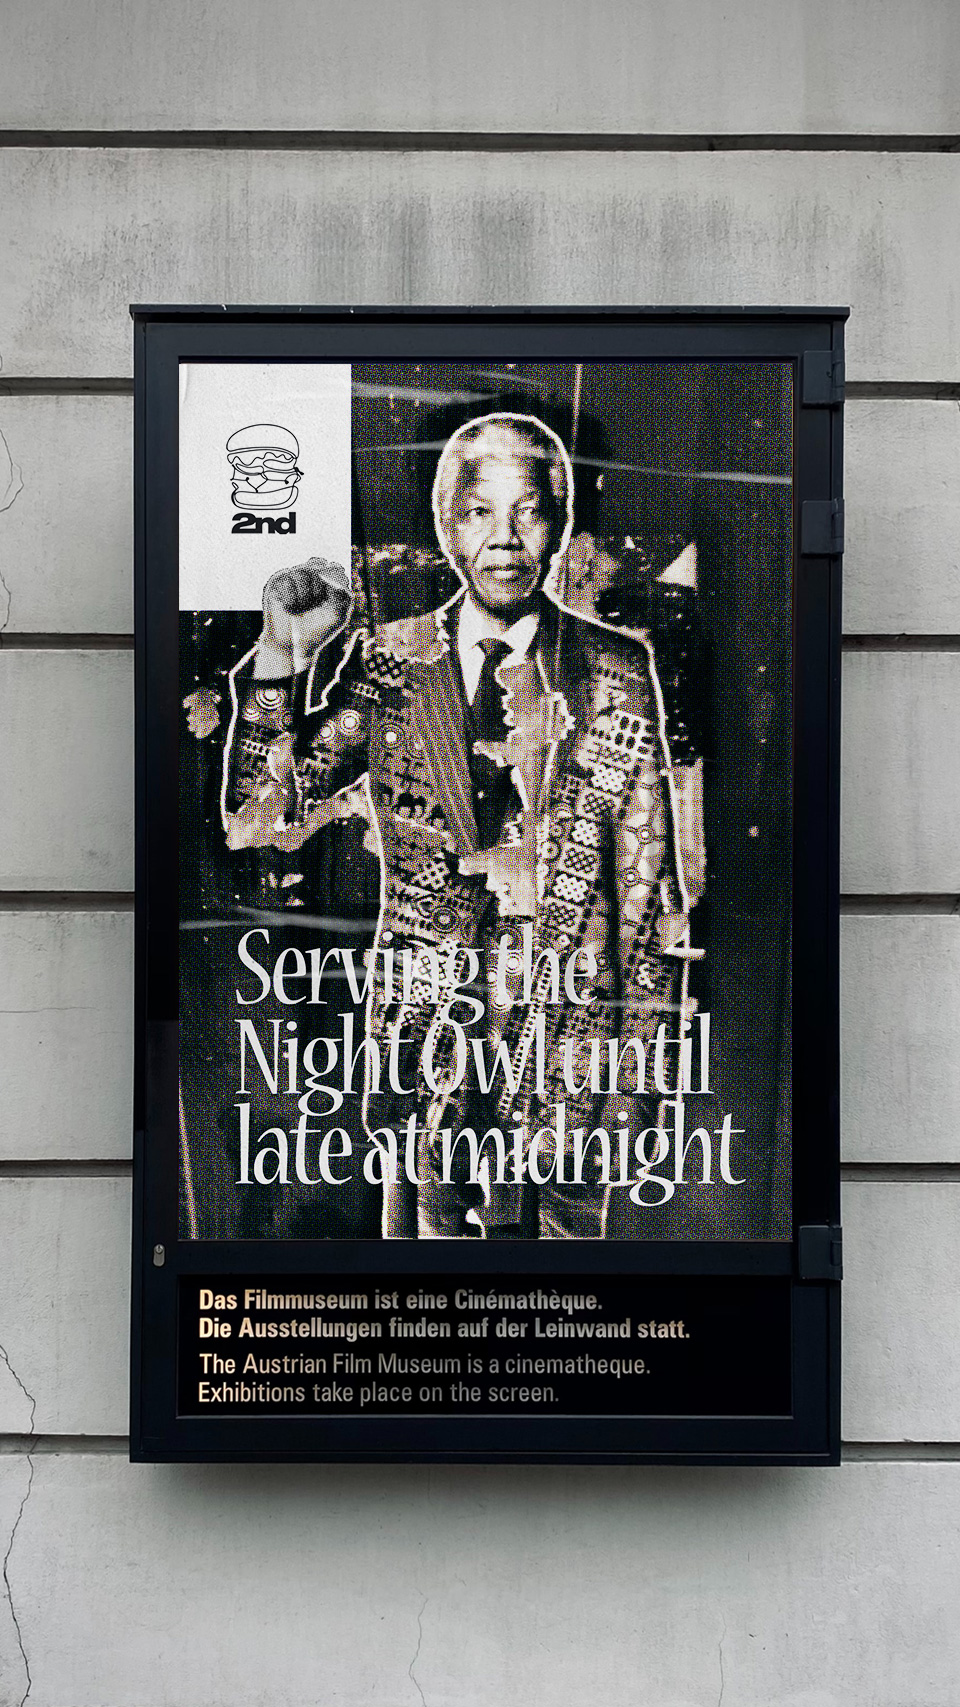 2nd
Serving the
Night Owl until
late at midnight
Das Filmmuseum ist eine Cinémathèque.
Die Ausstellungen finden auf der Leinwand statt.
The Austrian Film Museum is a cinematheque.
Exhibitions take place on the screen.